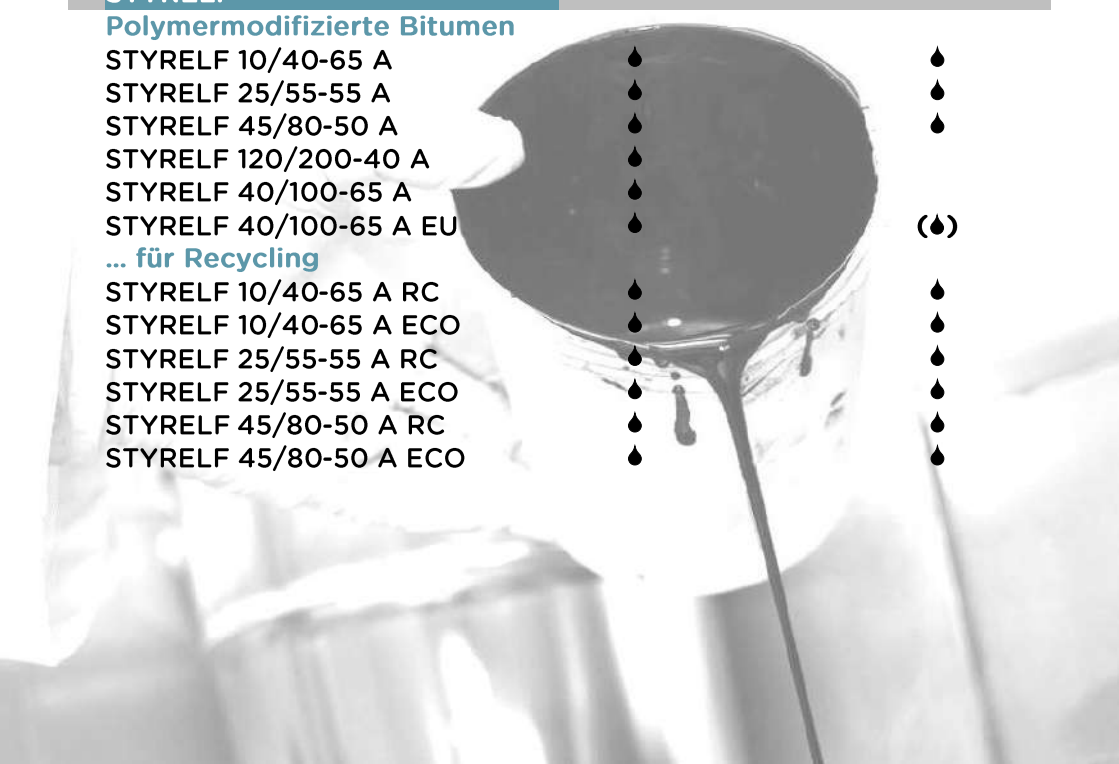 Polymermodifizierte Bitumen
STYRELF 10/40-65 A
STYRELF 25/55-55 A
STYRELF 45/80-50 A
STYRELF 120/200-40 A
STYRELF 40/100-65 A
STYRELF 40/100-65 A EU ( )
... für Recycling
STYRELF 10/40-65 A RC
STYRELF 10/40-65 A ECO
STYRELF 25/55-55 A RC
STYRELF 25/55-55 A ECO
STYRELF 45/80-50 A RC
STYRELF 45/80-50 A ECO